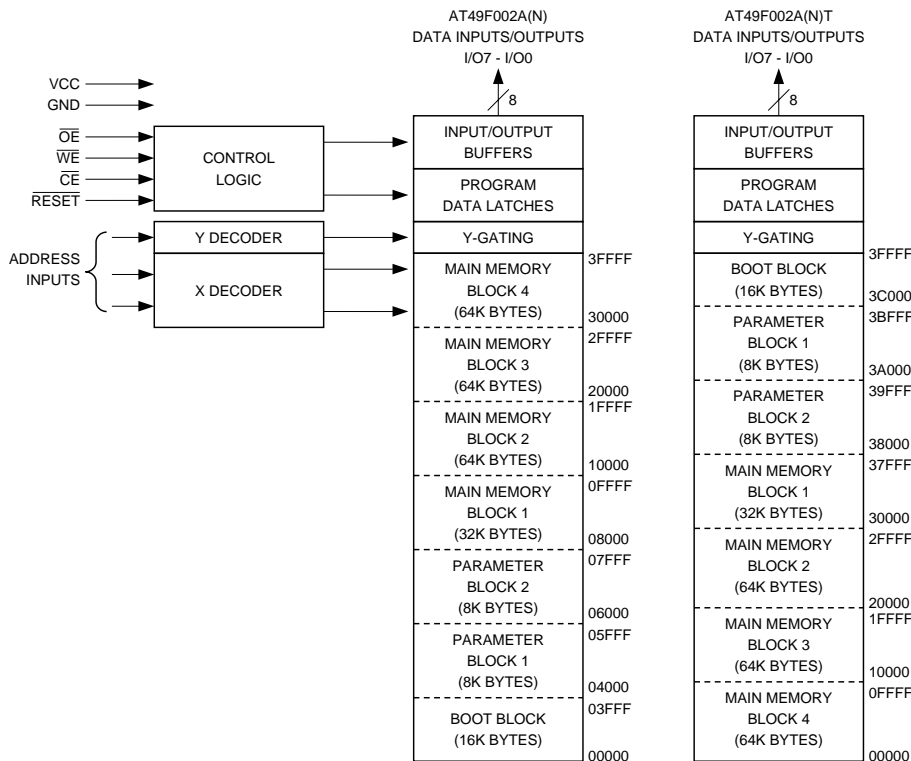 AT49F002A(N)
DATA INPUTS/OUTPUTS
I/O7 - I/O0
8
AT49F002A(N)T
DATA INPUTS/OUTPUTS
I/O7 - I/O0
8
VCC
GND
OE
WE
CE
RESET
CONTROL
LOGIC
ADDRESS
INPUTS
Y DECODER
X DECODER
INPUT/OUTPUT
BUFFERS
PROGRAM
DATA LATCHES
Y-GATING
3FFFF
MAIN MEMORY
BLOCK 4
(64K BYTES)
30000
2FFFF
MAIN MEMORY
BLOCK 3
(64K BYTES)
20000
1FFFF
MAIN MEMORY
BLOCK 2
(64K BYTES)
10000
0FFFF
MAIN MEMORY
BLOCK 1
(32K BYTES)
08000
07FFF
PARAMETER
BLOCK 2
(8K BYTES)
06000
05FFF
PARAMETER
BLOCK 1
(8K BYTES)
04000
03FFF
BOOT BLOCK
(16K BYTES)
00000
INPUT/OUTPUT
BUFFERS
PROGRAM
DATA LATCHES
Y-GATING
3FFFF
BOOT BLOCK
(16K BYTES)
3C000
3BFFF
PARAMETER
BLOCK 1
(8K BYTES)
3A000
39FFF
PARAMETER
BLOCK 2
(8K BYTES)
38000
37FFF
MAIN MEMORY
BLOCK 1
(32K BYTES)
30000
2FFFF
MAIN MEMORY
BLOCK 2
(64K BYTES)
20000
1FFFF
MAIN MEMORY
BLOCK 3
(64K BYTES)
10000
0FFFF
MAIN MEMORY
BLOCK 4
(64K BYTES)
00000